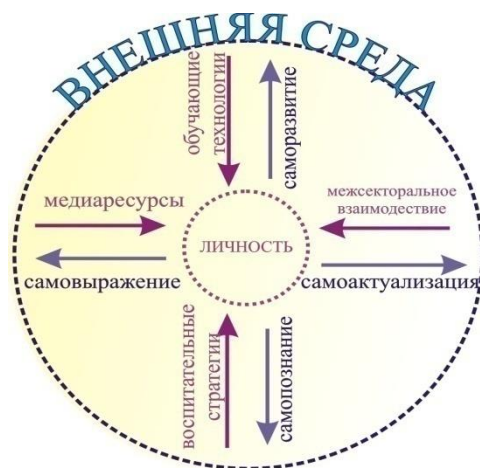 ВНЕШНЯЯ СРЕДА
обучающие
технологии
саморазвитие
медиаресурсы
межсекторальное
взаимодествие
ЛИЧНОСТЬ
самовыражение
самоактуализация
воспитательные
стратегии
самопознание